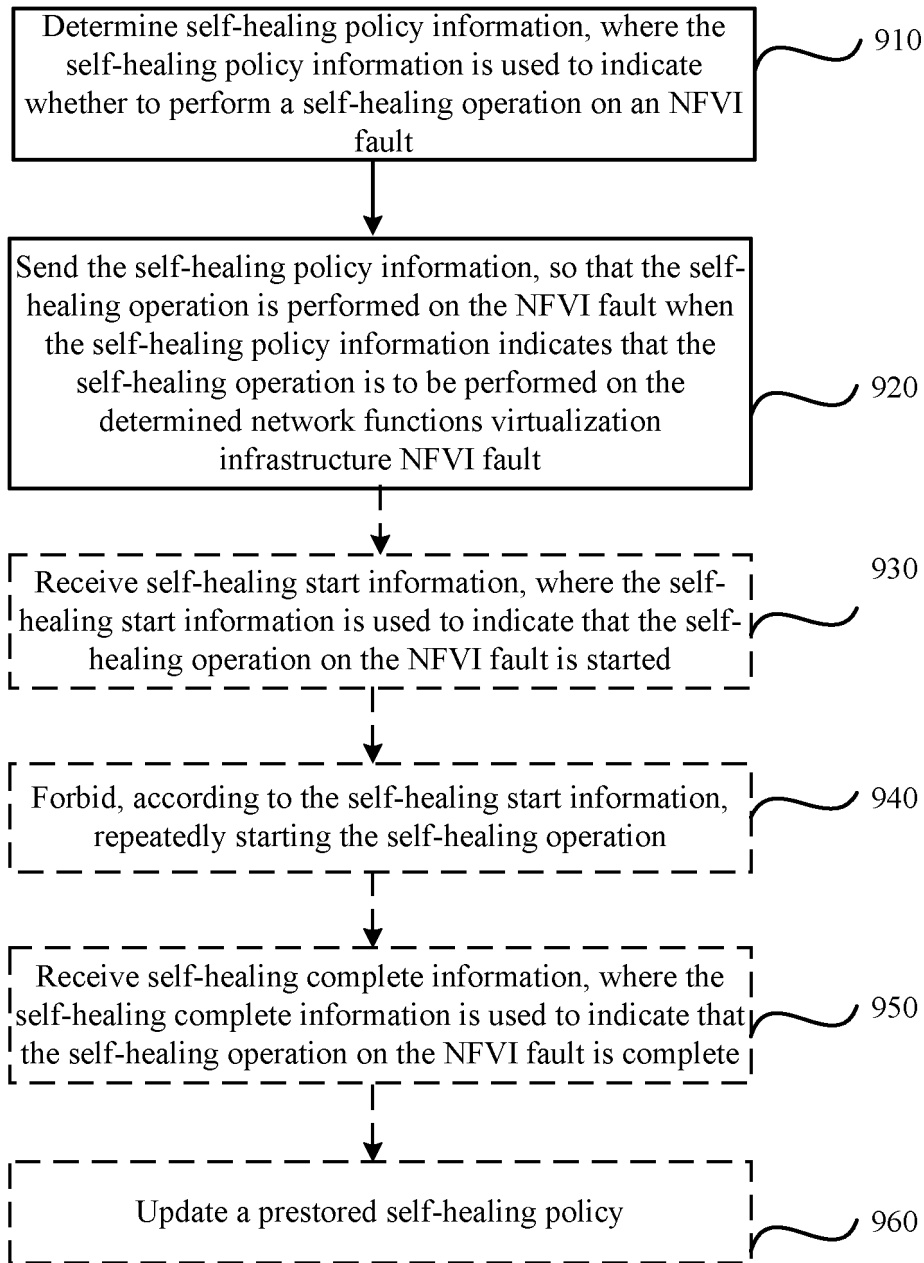 Determine self-healing policy information, where the
self-healing policy information is used to indicate
whether to perform a self-healing operation on an NFVI
fault
910
Send the self-healing policy information, so that the self-
healing operation is performed on the NFVI fault when
the self-healing policy information indicates that the
self-healing operation is to be performed on the
determined network functions virtualization
infrastructure NFVI fault
920
Receive self-healing start information, where the self-
healing start information is used to indicate that the self-
healing operation on the NFVI fault is started
930
Forbid, according to the self-healing start information,
repeatedly starting the self-healing operation
940
Receive self-healing complete information, where the
self-healing complete information is used to indicate that
the self-healing operation on the NFVI fault is complete
950
Update a prestored self-healing policy
960